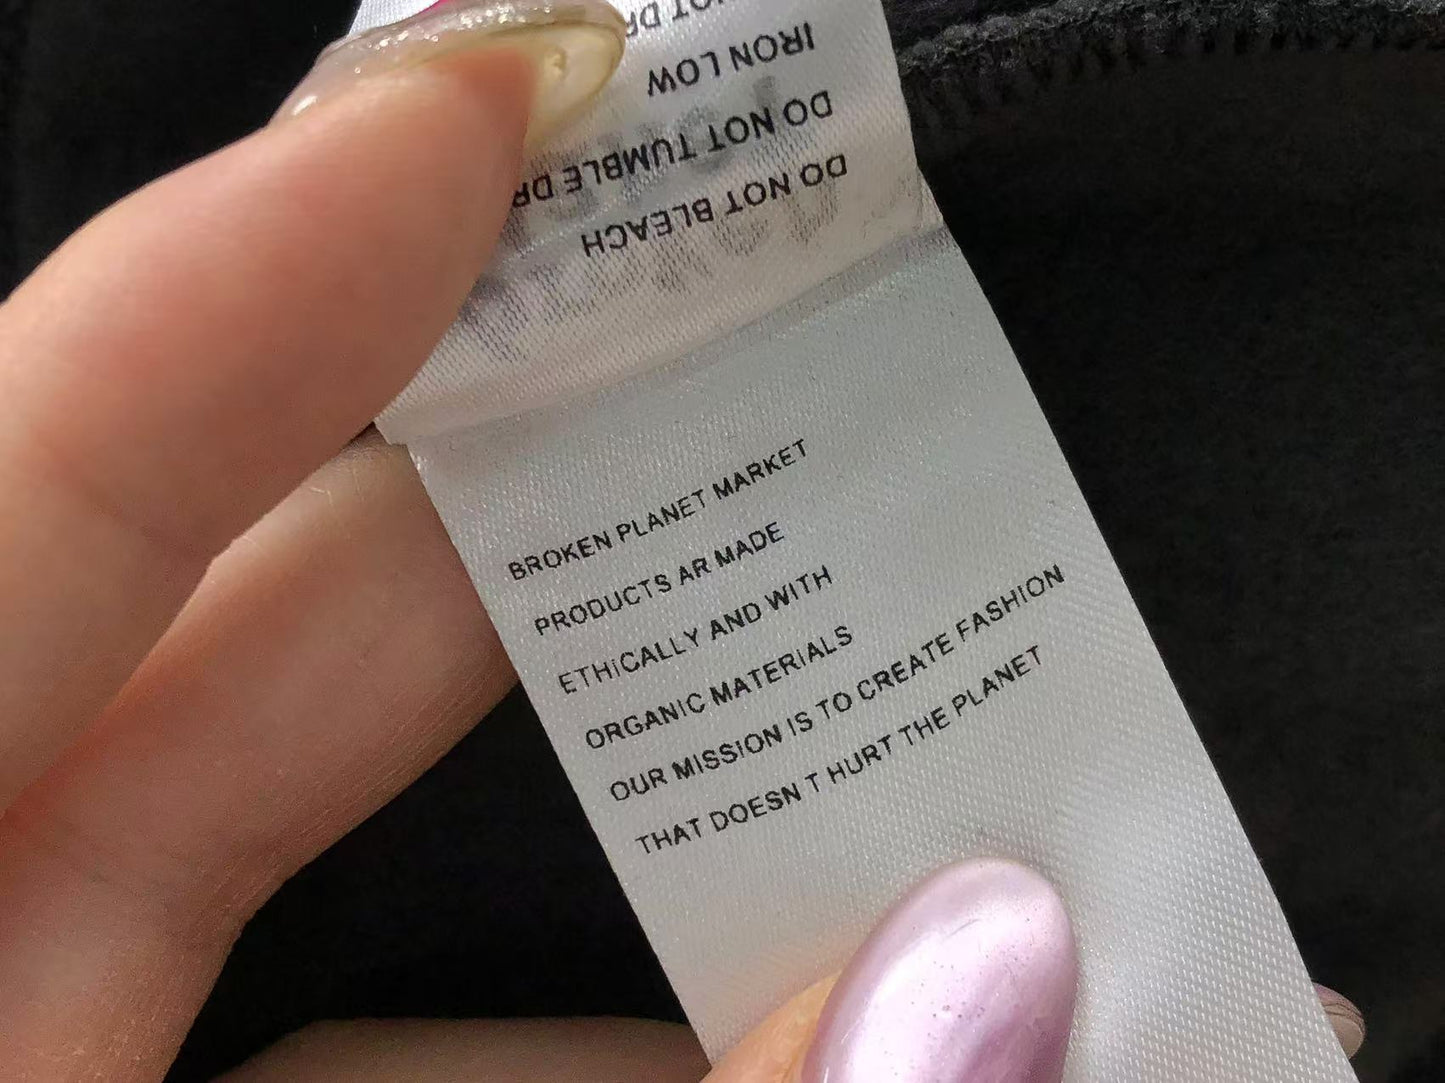 DO NOT BLEACH
DO NOT TUMBLE
IRON LOW
BROKEN PLANET MARKET
PRODUCTS AR MADE
ETHiCALLY AND WITH
ORGANIC MATERIALS
OUR MISSION IS TO CREATE FASHION
THAT DOESN T HURT THE PLANET